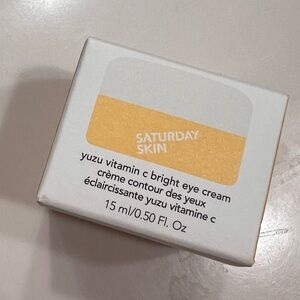 SATURDAY
SKIN
yuzu vitamin c bright eye cream
crème contour des yeux
éclaircissante yuzu vitamine c
15 ml/0.50 Fl. Oz